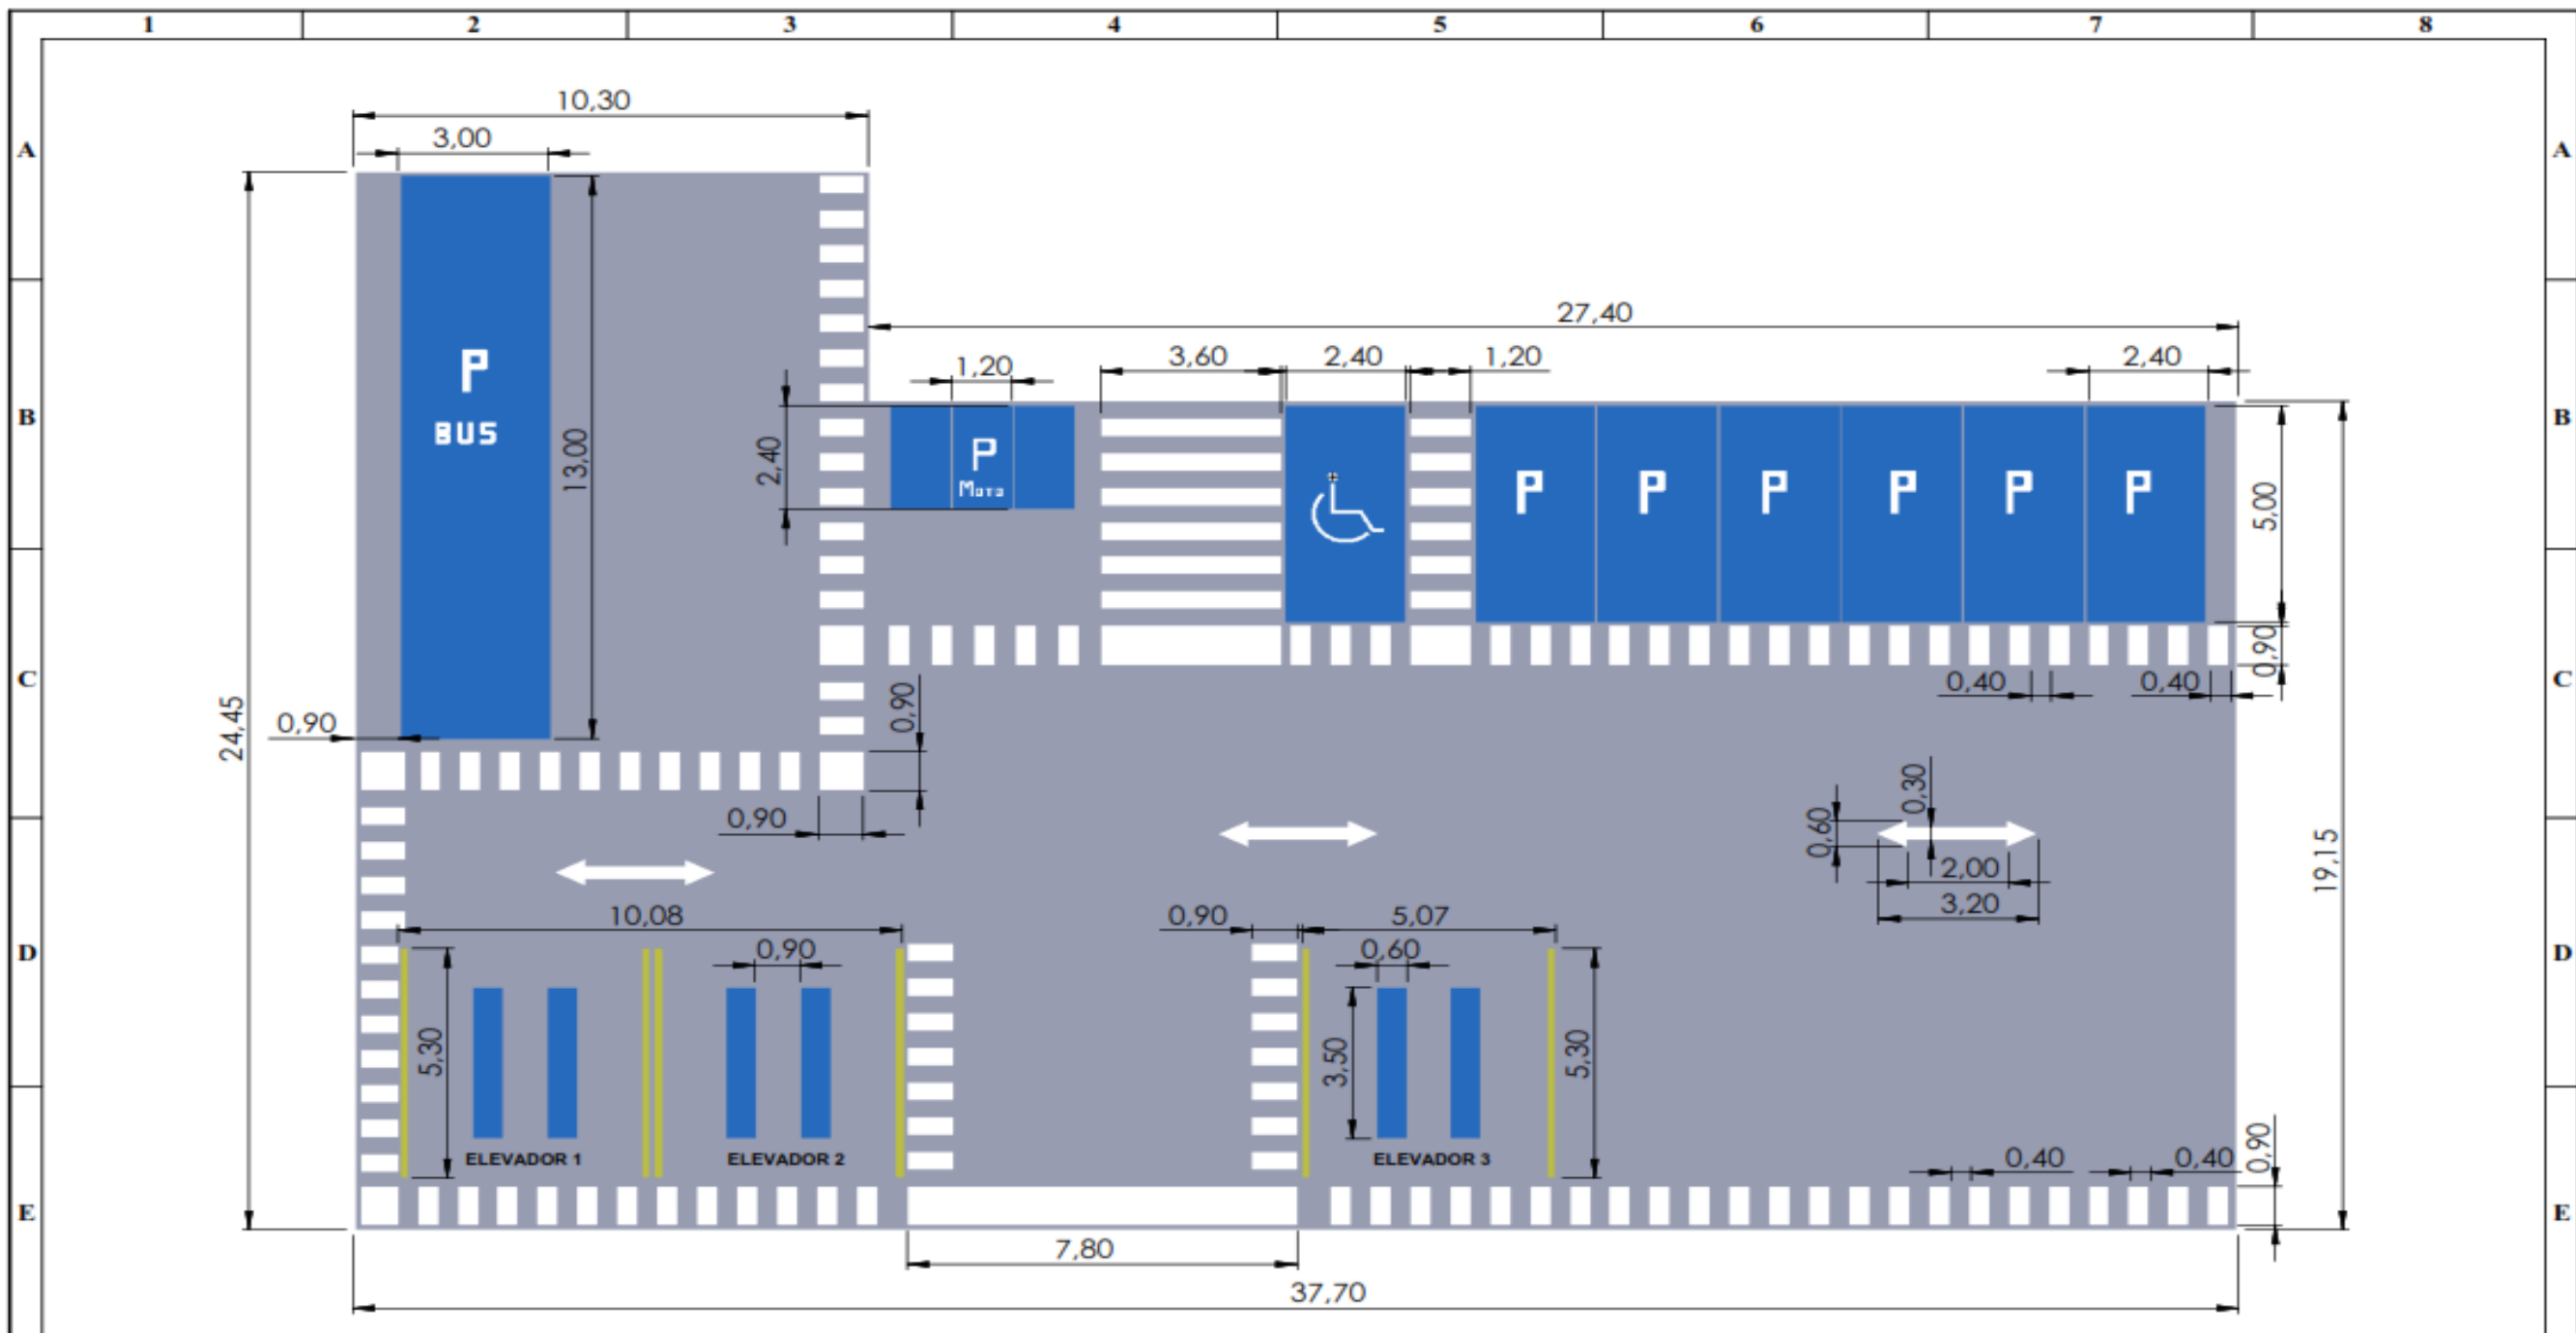 1 2 3 4 5 6 7 8
A A
10,30
3,00
27,40
3,60 2,40 1,20 2,40
1,20
P
BUS
13,00
B B
2,40
P
Moto
P P P P P P
5,00
C C
0,90
0,40 0,40
0,90
24,45
0,90
0,90
0,30
0,60
2,00
3,20
19,15
10,08
0,90 5,07
D D
0,90
0,60
5,30
3,50
5,30
ELEVADOR 1 ELEVADOR 2 ELEVADOR 3
0,40 0,40
0,90
E E
7,80
37,70